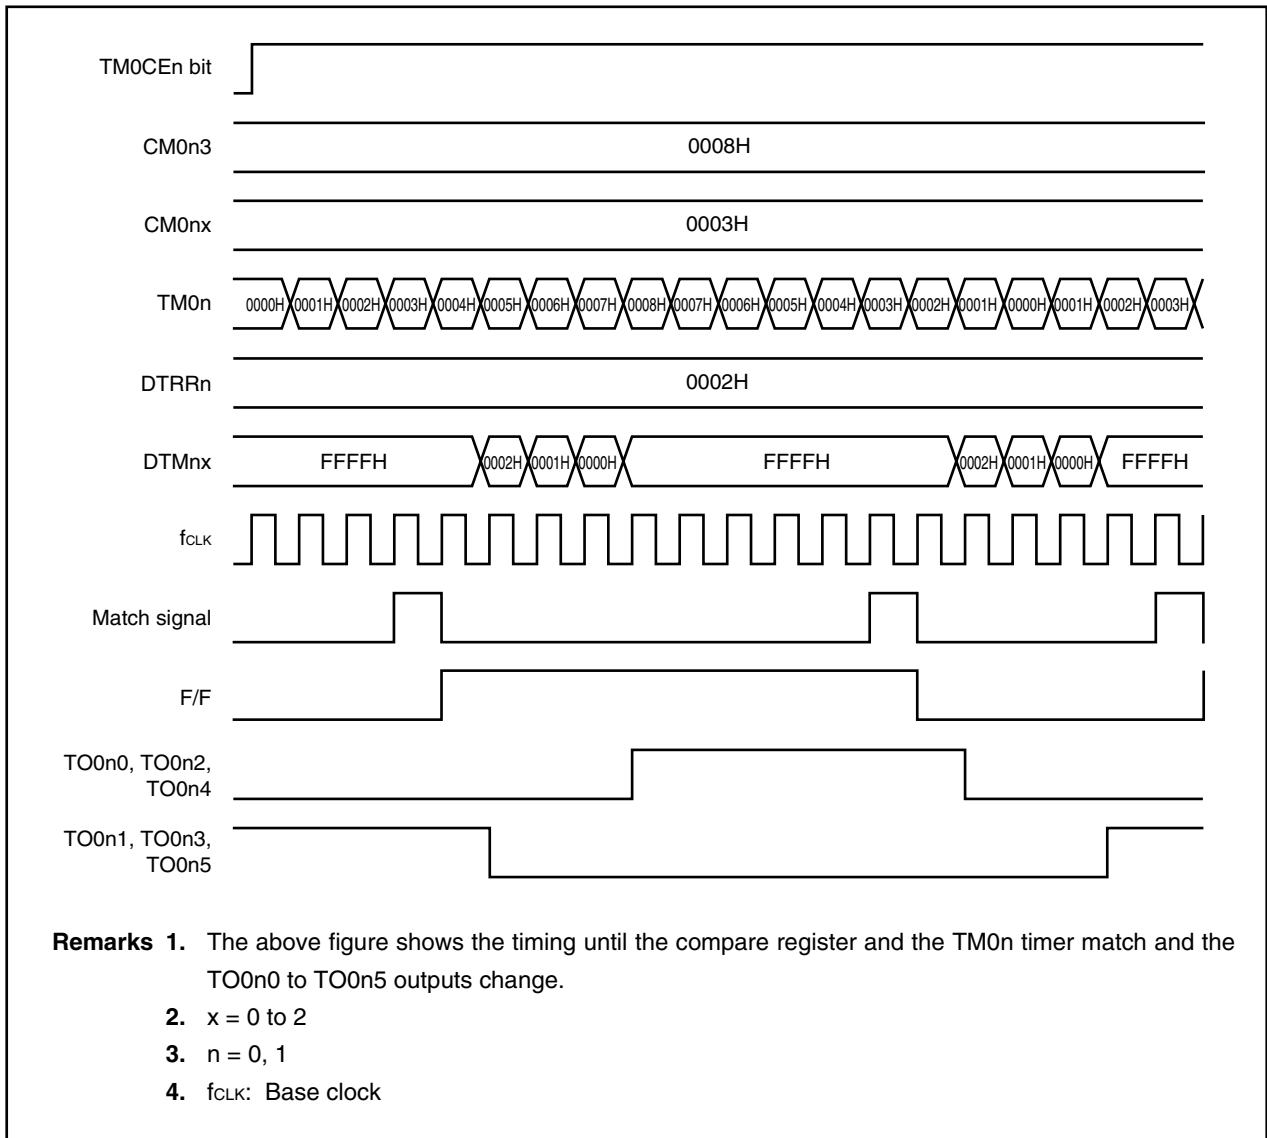 TM0CEn bit
CM0n3
0008H
CM0nx
0003H
TM0n
0000H 0001H 0002H 0003H 0004H 0005H 0006H 0007H 0008H 0007H 0006H 0005H 0004H 0003H 0002H 0001H 0000H 0001H 0002H 0003H
DTRRn
0002H
DTMnx
FFFFH 0002H 0001H 0000H FFFFH 0002H 0001H 0000H FFFFH
fCLK
Match signal
F/F
TO0n0, TO0n2,
TO0n4
TO0n1, TO0n3,
TO0n5
Remarks 1. The above figure shows the timing until the compare register and the TM0n timer match and the
TO0n0 to TO0n5 outputs change.
2. x = 0 to 2
3. n = 0, 1
4. fCLK: Base clock